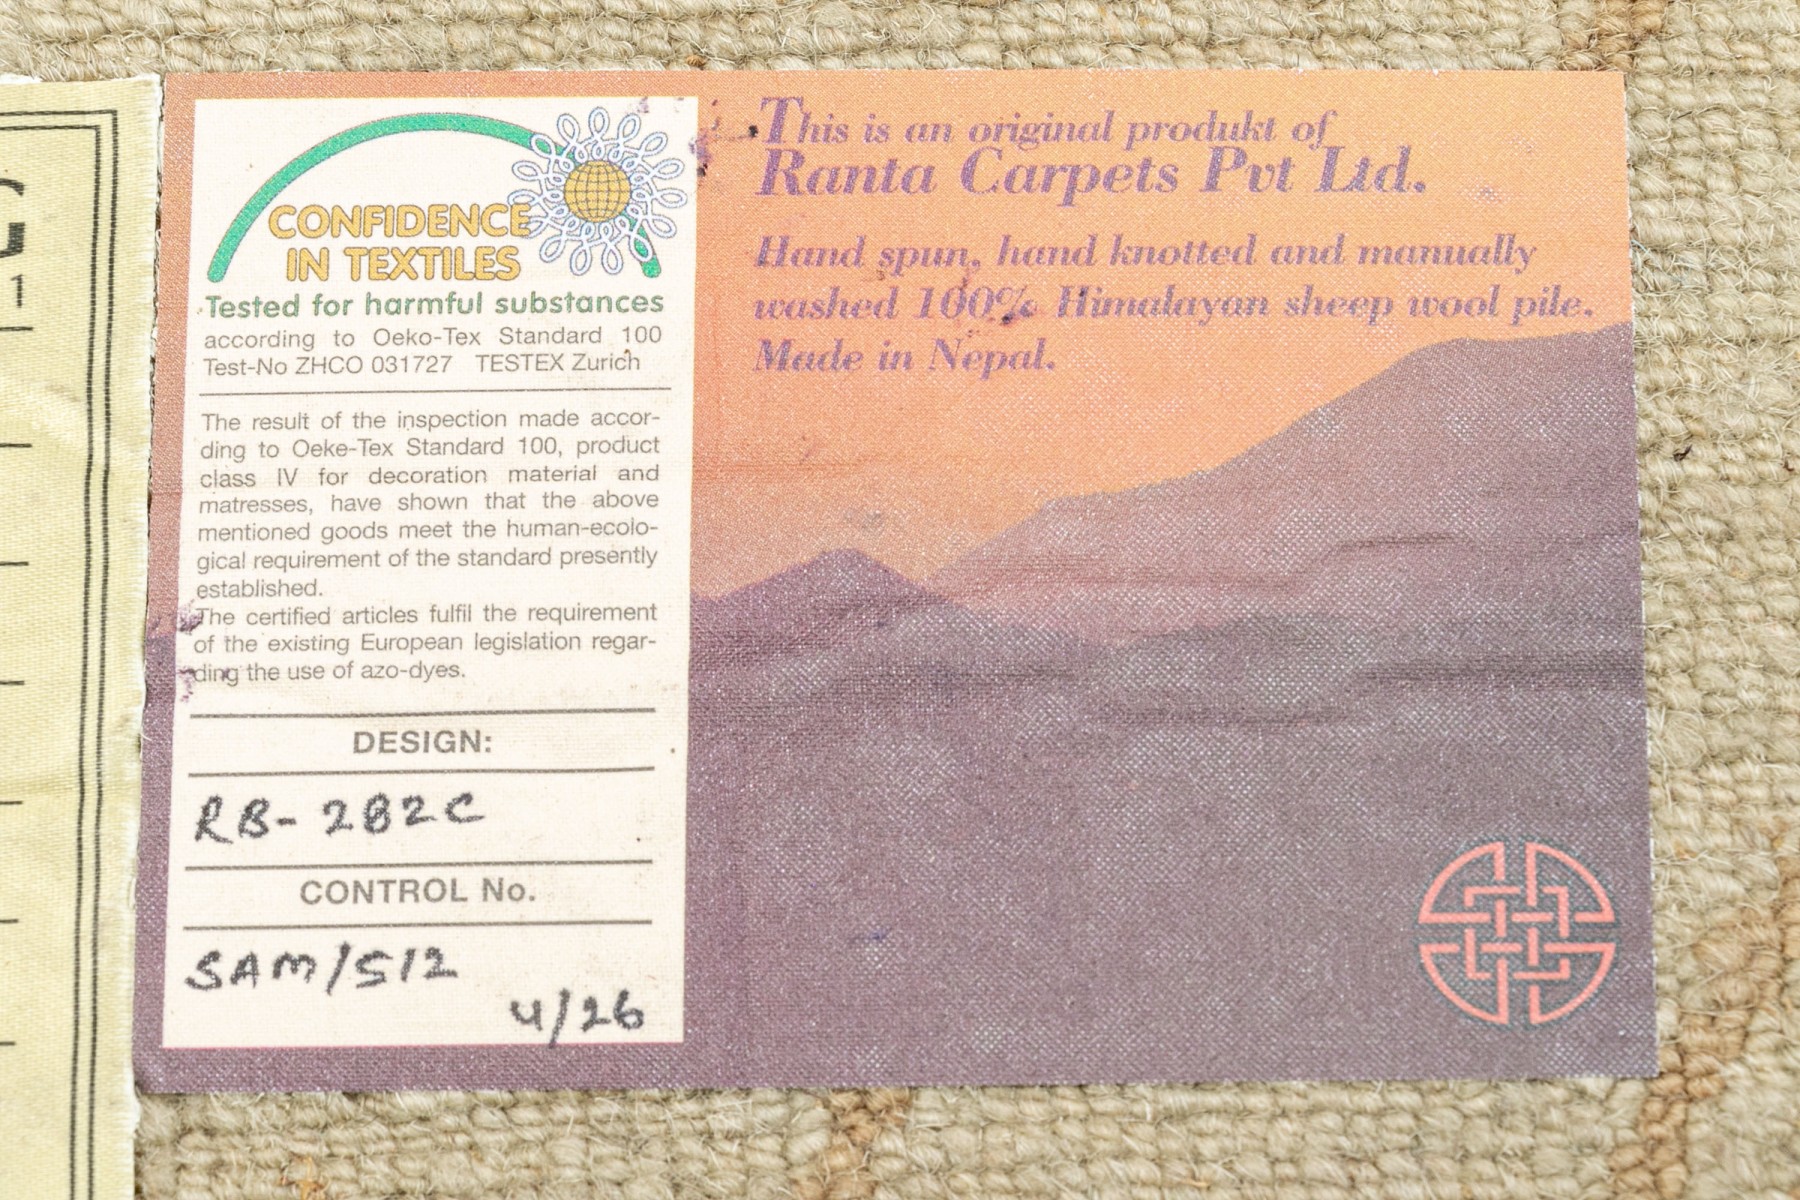 G
1
CONFIDENCE
IN TEXTILES
Tested for harmful substances
according to Oeko-Tex Standard 100
Test-No ZHCO 031727 TESTEX Zurich
The result of the inspection made accor-
ding to Oeke-Tex Standard 100, product
class IV for decoration material and
matresses, have shown that the above
mentioned goods meet the human-ecolo-
gical requirement of the standard presently
established.
The certified articles fulfil the requirement
of the existing European legislation regar-
ding the use of azo-dyes.
DESIGN:
RB-282C
CONTROL No.
SAM/512
4/26
This is an original produkt of
Ranta Carpets Pvt Ltd.
Hand spun, hand knotted and manually
washed 100% Himalayan sheep wool pile.
Made in Nepal.